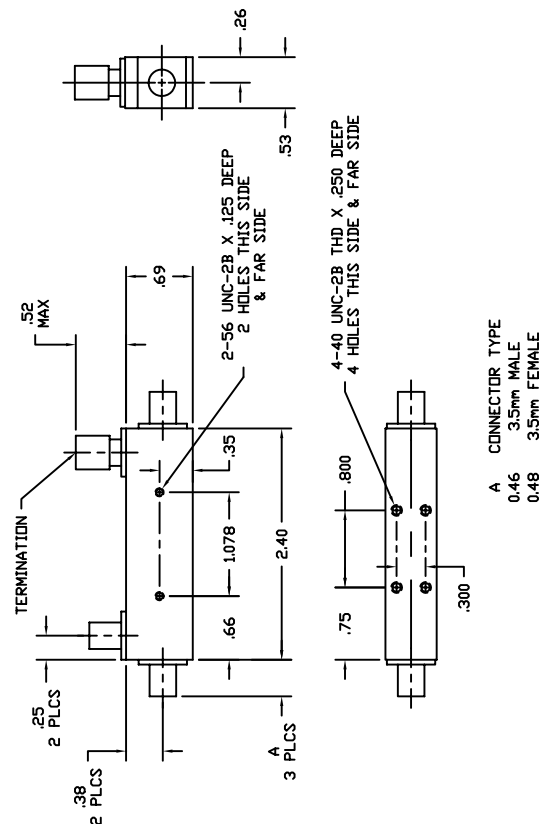 .26
.53
.52
MAX
.69
2-56 UNC-2B X .125 DEEP
2 HOLES THIS SIDE
& FAR SIDE
TERMINATION
.35
1.078
.66
2.40
.25
2 PLCS
.38
2 PLCS
A
3 PLCS
4-40 UNC-2B THD X .250 DEEP
4 HOLES THIS SIDE & FAR SIDE
.800
.75
.300
A CONNECTOR TYPE
0.46 3.5mm MALE
0.48 3.5mm FEMALE